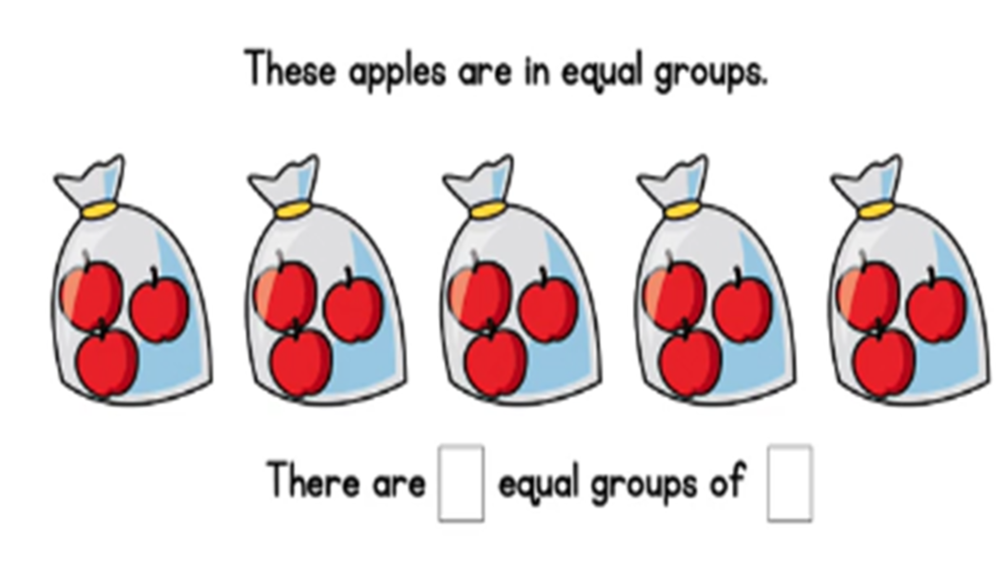 These apples are in equal groups.
There are equal groups of